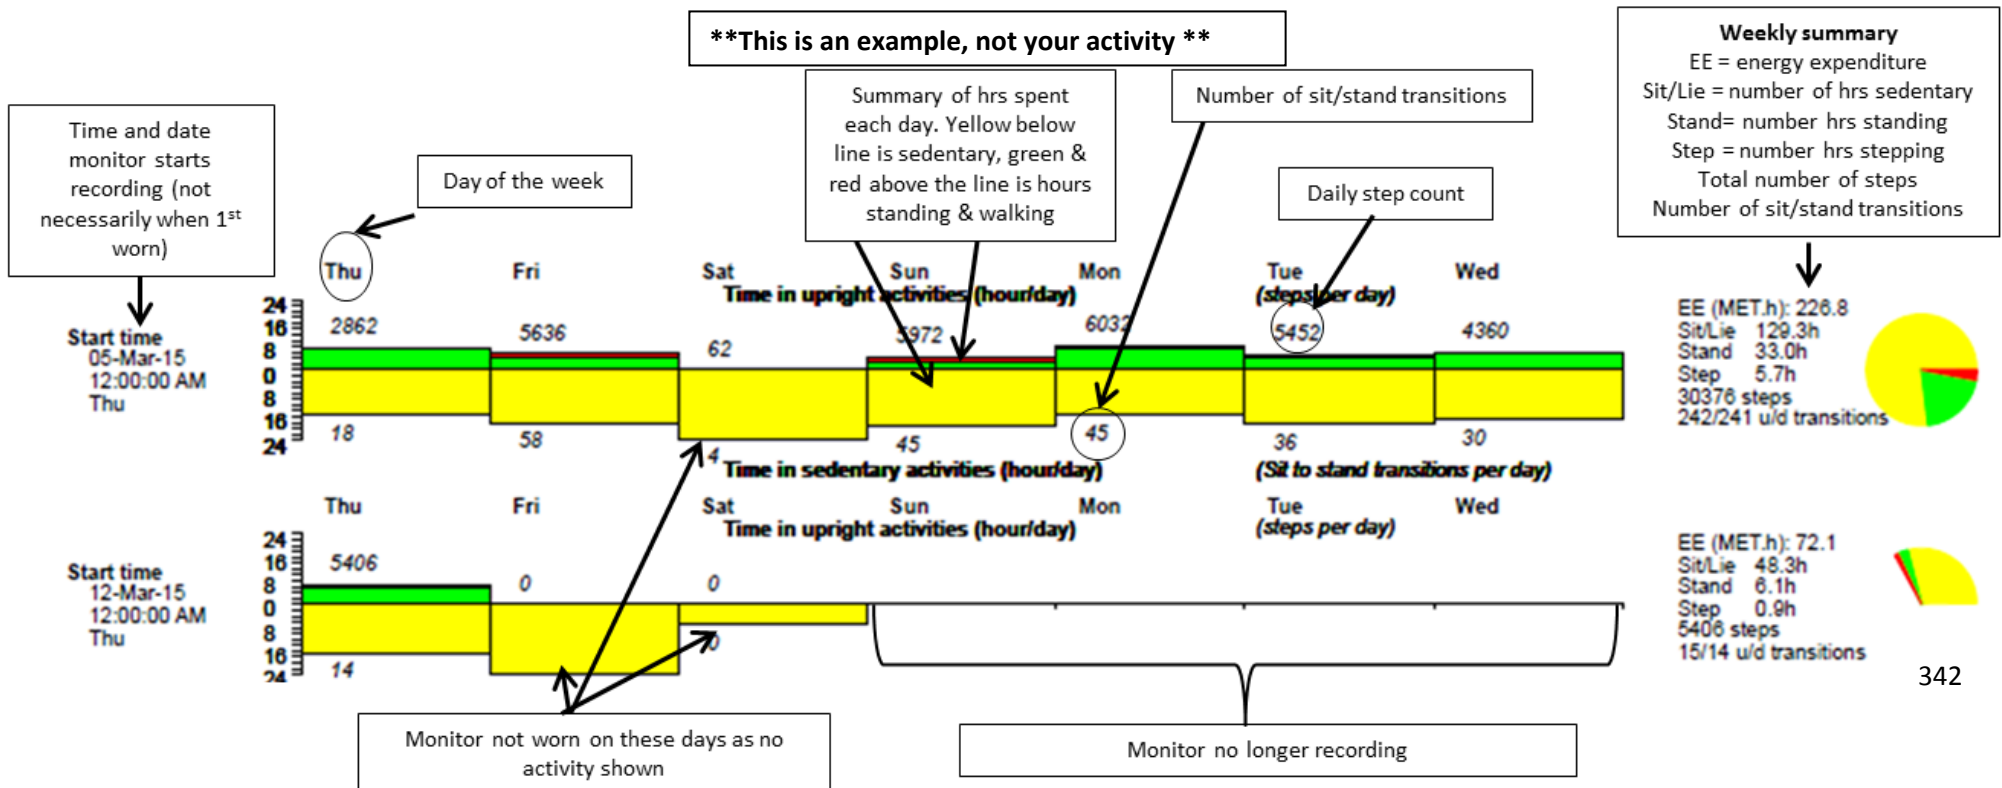 **This is an example, not your activity **
Time and date
monitor starts
recording (not
necessarily when 1st
worn)
Day of the week
Summary of hrs spent
each day. Yellow below
line is sedentary, green &
red above the line is hours
standing & walking
Number of sit/stand transitions
Daily step count
Weekly summary
EE = energy expenditure
Sit/Lie = number of hrs sedentary
Stand= number hrs standing
Step = number hrs stepping
Total number of steps
Number of sit/stand transitions
Thu Fri Sat Sun Mon Tue Wed
Time in upright activities (hour/day) (steps per day)
24
16
8
0
8
16
24
Start time
05-Mar-15
12:00:00 AM
Thu
2862 5636 62 5972 6032 5452 4360
18 58 4 45 45 36 30
Time in sedentary activities (hour/day) (Sit to stand transitions per day)
EE (MET.h): 226.8
Sit/Lie 129.3h
Stand 33.0h
Step 5.7h
30376 steps
242/241 u/d transitions
Thu Fri Sat Sun Mon Tue Wed
Time in upright activities (hour/day) (steps per day)
24
16
8
0
8
16
24
Start time
12-Mar-15
12:00:00 AM
Thu
5406 0 0
14 0
EE (MET.h): 72.1
Sit/Lie 48.3h
Stand 6.1h
Step 0.9h
5406 steps
15/14 u/d transitions
342
Monitor not worn on these days as no
activity shown
Monitor no longer recording